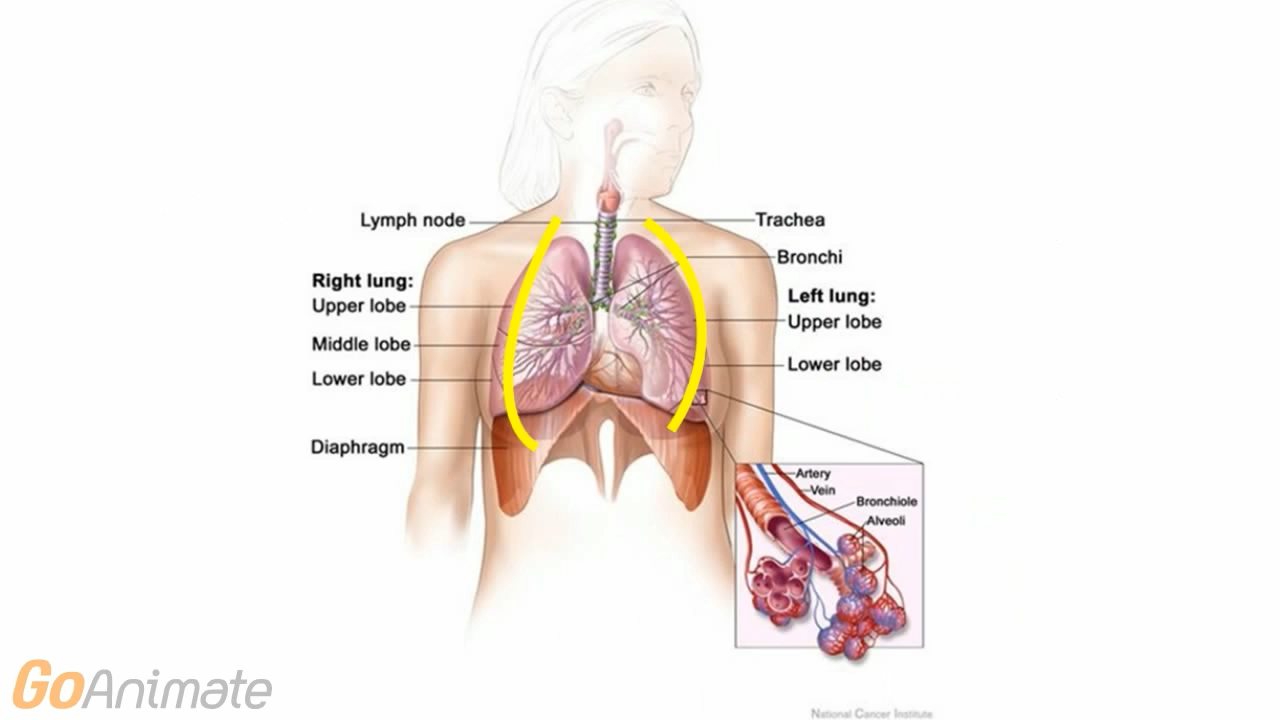 Lymph node
Trachea
Bronchi
Right lung:
Upper lobe
Middle lobe
Lower lobe
Left lung:
Upper lobe
Lower lobe
Diaphragm
Artery
Vein
Bronchiole
Alveoli
GoAnimate
National Cancer Institute